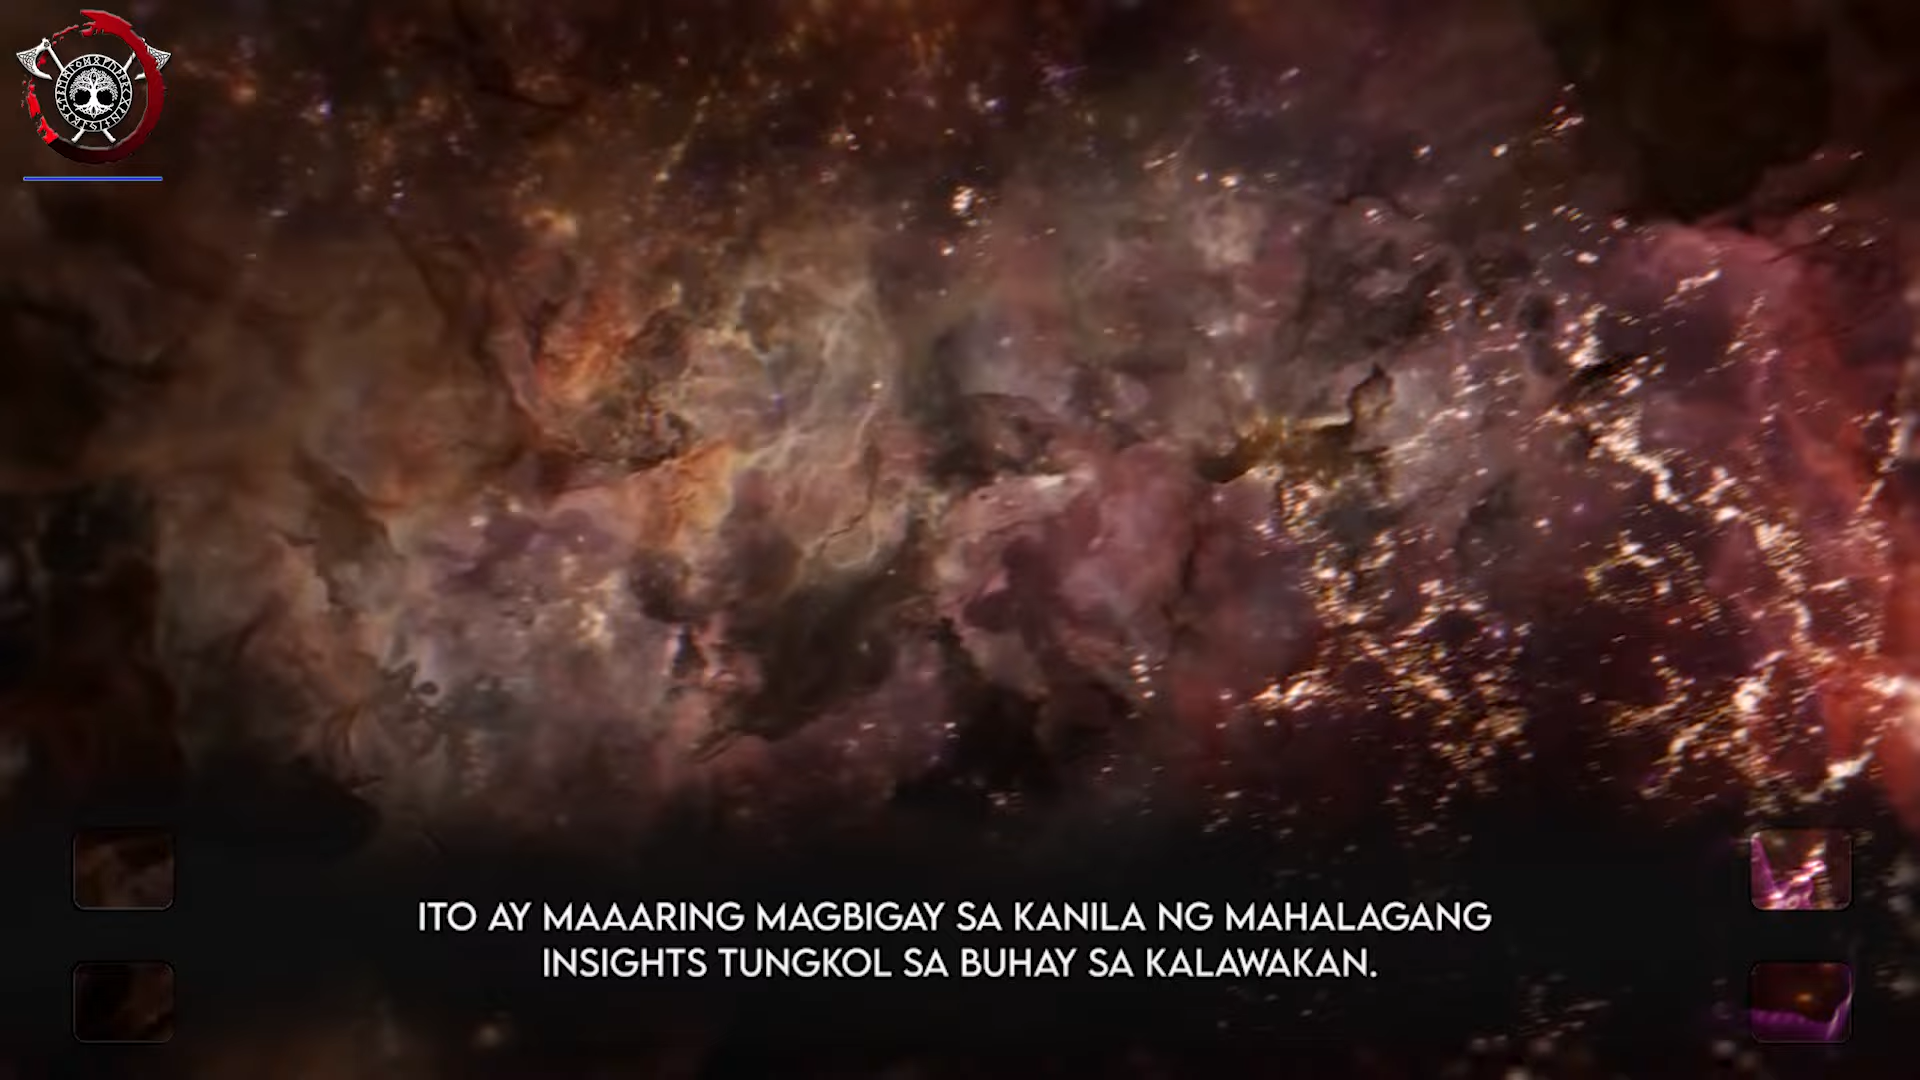 ITO AY MAAARING MAGBIGAY SA KANILA NG MAHALAGANG
INSIGHTS TUNGKOL SA BUHAY SA KALAWAKAN.